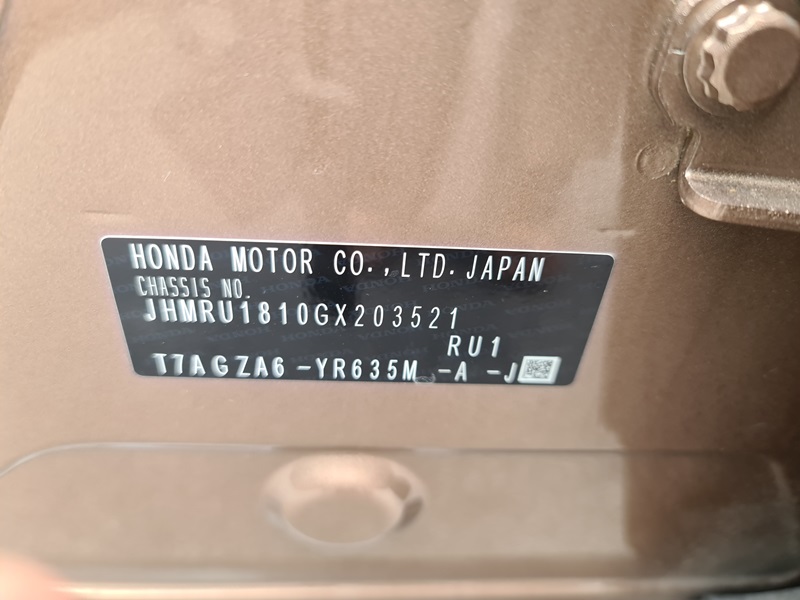 HONDA MOTOR CO.,LTD.JAPAN
CHASSIS NO.
JHMRU1810GX203521
RU1
T7AGZA6-YR635M -A -J